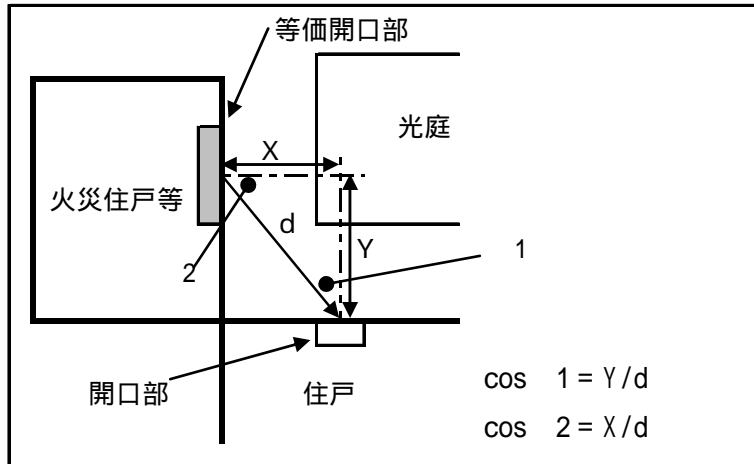 等価開口部
光庭
X
火災住戸等
d
Y
2
1
開口部
住戸
cos 1 = Y/d
cos 2 = X/d